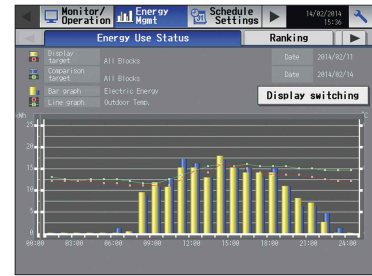 Monitor/ Operation
Energy Mgmt
Schedule Settings
14/02/2014
15:36
Energy Use Status
Ranking
Display target
All Blocks
Date 2014/02/11
Comparison target
All Blocks
Date 2014/02/14
Bar graph
Electric Energy
Line graph
Outdoor Temp.
Display switching
kWh
°C
25
20
15
10
5
0
00:00 03:00 06:00 09:00 12:00 15:00 18:00 21:00 24:00